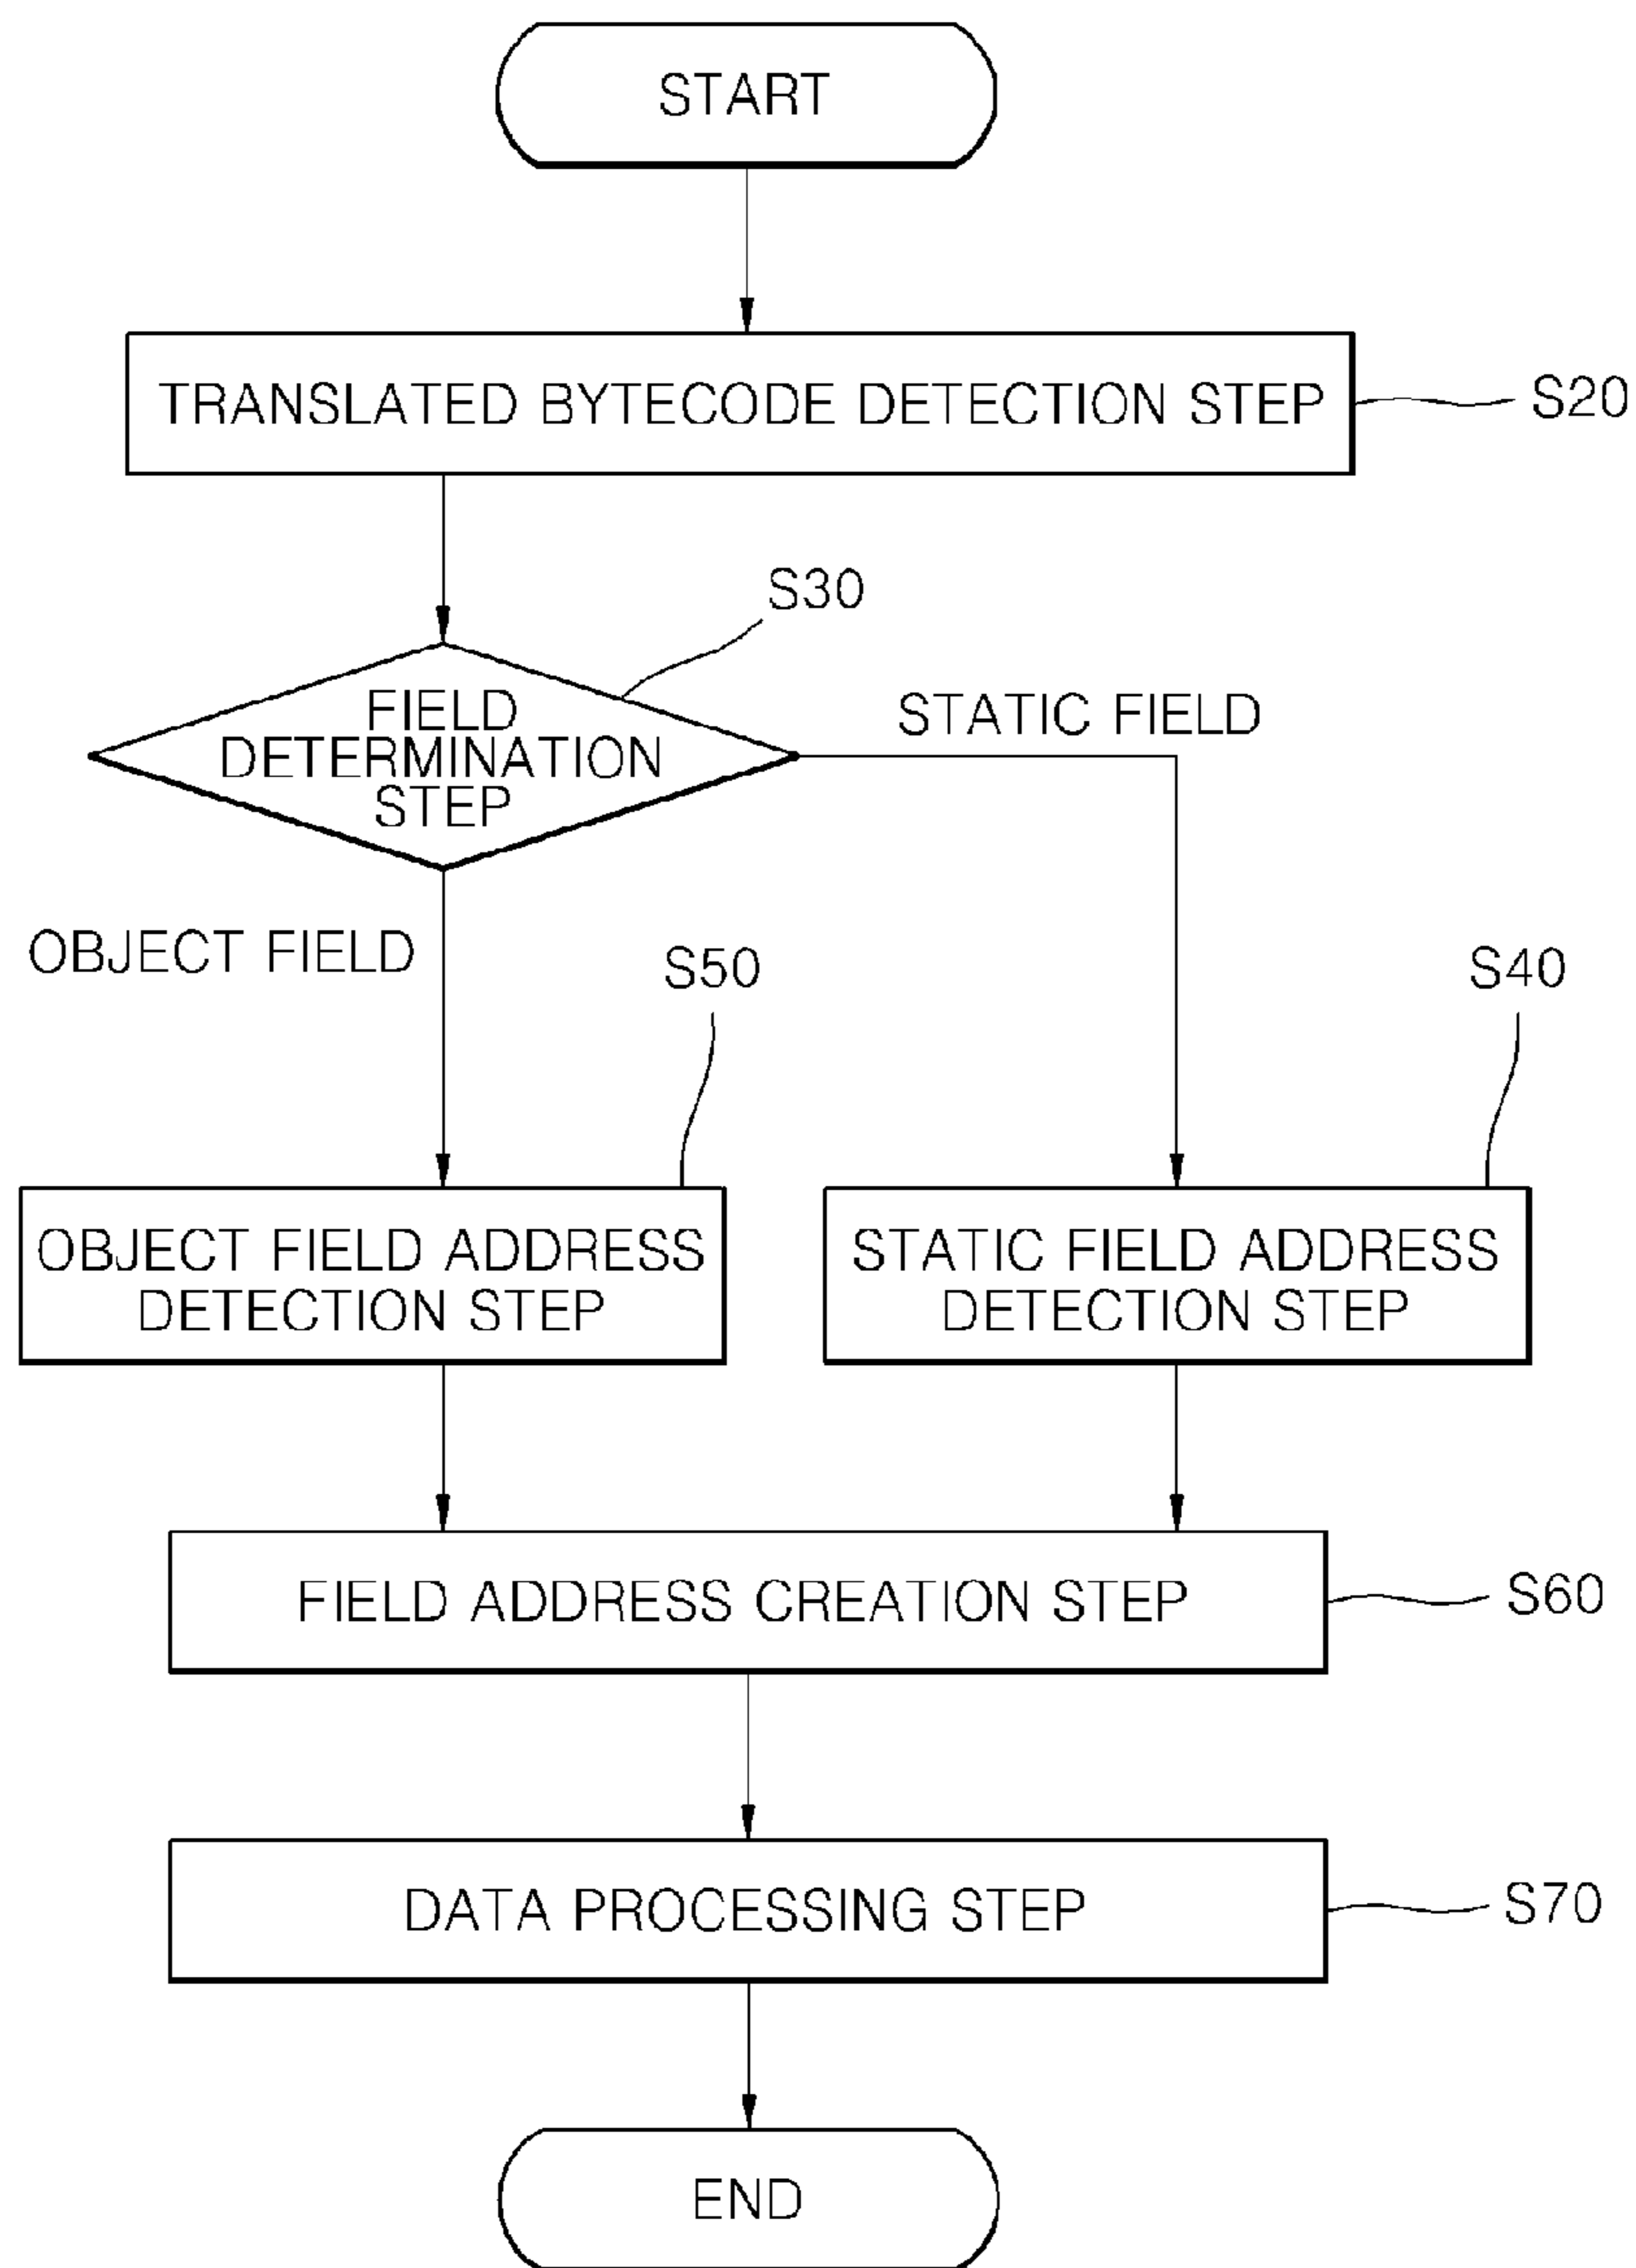 START
TRANSLATED BYTECODE DETECTION STEP
S20
S30
FIELD
DETERMINATION
STEP
STATIC FIELD
OBJECT FIELD
S50
S40
OBJECT FIELD ADDRESS
DETECTION STEP
STATIC FIELD ADDRESS
DETECTION STEP
FIELD ADDRESS CREATION STEP
S60
DATA PROCESSING STEP
S70
END